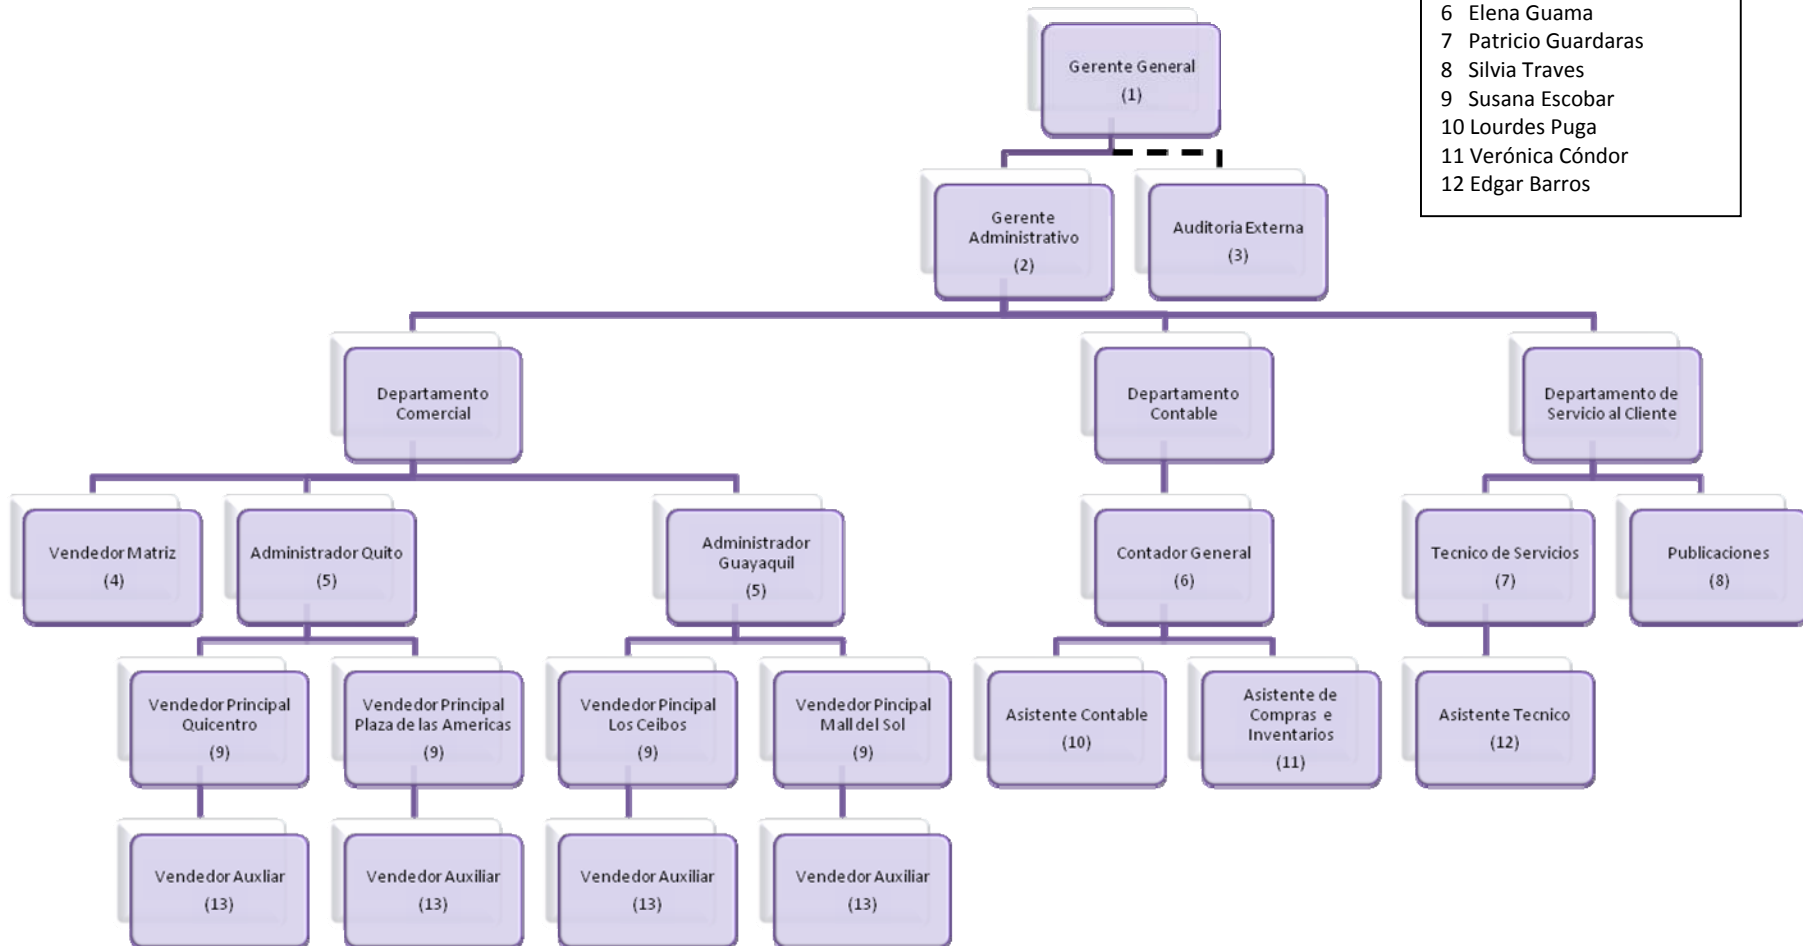 6 Elena Guama
7 Patricio Guardaras
8 Silvia Traves
9 Susana Escobar
10 Lourdes Puga
11 Verónica Cóndor
12 Edgar Barros
Gerente General
(1)
Gerente
Administrativo
(2)
Auditoria Externa
(3)
Departamento
Comercial
Departamento
Contable
Departamento de
Servicio al Cliente
Vendedor Matriz
(4)
Administrador Quito
(5)
Administrador
Guayaquil
(5)
Contador General
(6)
Tecnico de Servicios
(7)
Publicaciones
(8)
Vendedor Principal
Quicentro
(9)
Vendedor Principal
Plaza de las Americas
(9)
Vendedor Pincipal
Los Ceibos
(9)
Vendedor Pincipal
Mall del Sol
(9)
Asistente Contable
(10)
Asistente de
Compras e
Inventarios
(11)
Asistente Tecnico
(12)
Vendedor Auxliar
(13)
Vendedor Auxiliar
(13)
Vendedor Auxiliar
(13)
Vendedor Auxiliar
(13)